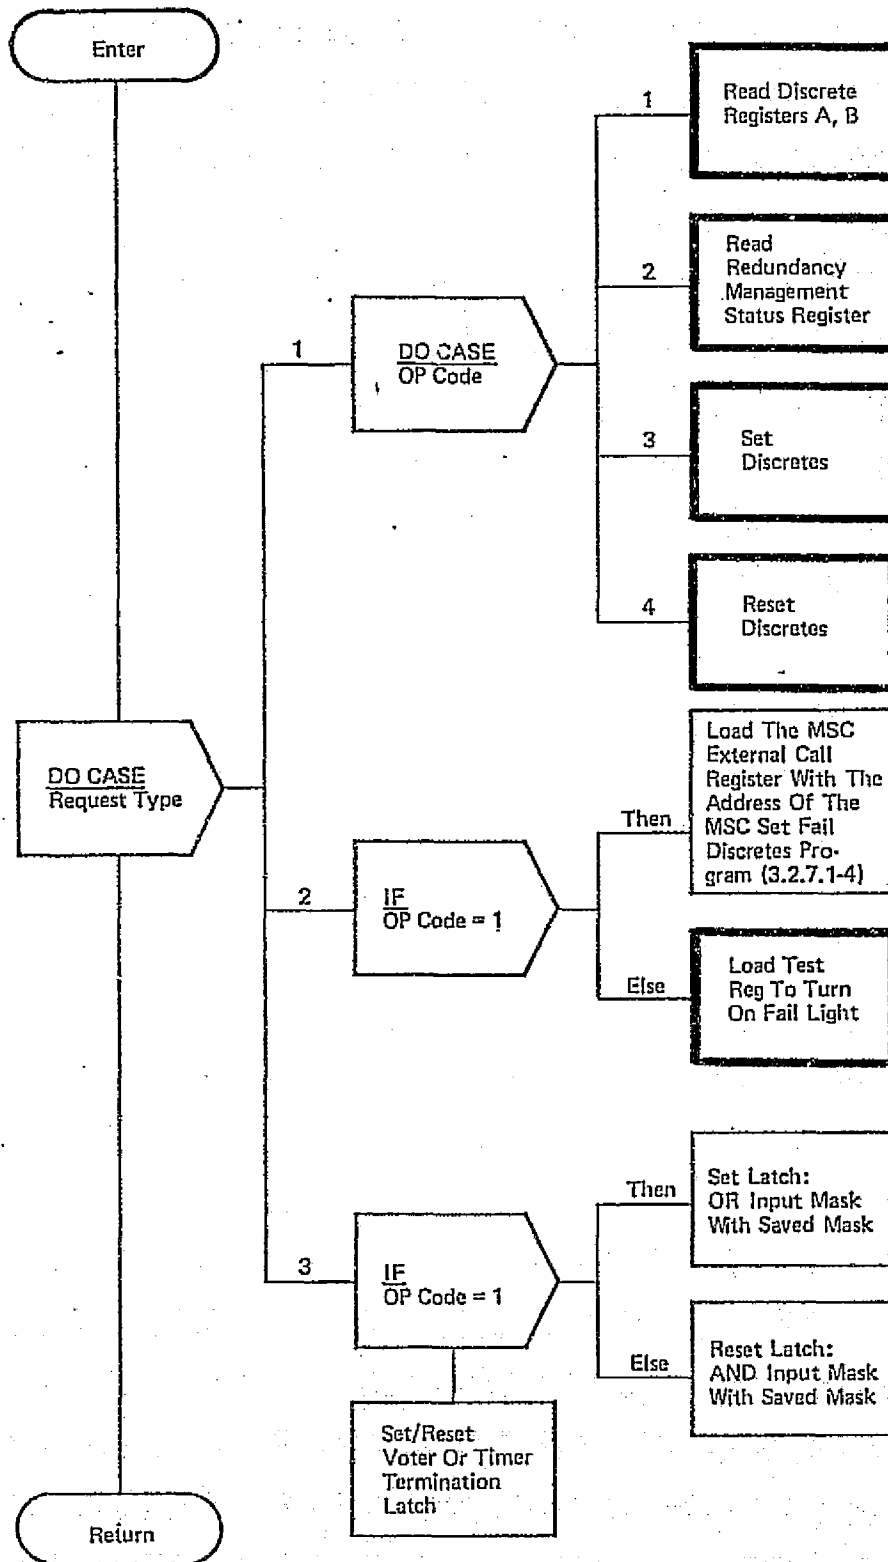 Enter
1
Read Discrete
Registers A, B
2
Read
Redundancy
Management
Status Register
1
DO CASE
OP Code
3
Set
Discretes
4
Reset
Discretes
DO CASE
Request Type
Load The MSC
External Call
Register With The
Address Of The
MSC Set Fail
Discretes Pro-
gram (3.2.7.1-4)
Then
2
IF
OP Code = 1
Else
Load Test
Reg To Turn
On Fail Light
Then
Set Latch:
OR Input Mask
With Saved Mask
3
IF
OP Code = 1
Else
Reset Latch:
AND Input Mask
With Saved Mask
Set/Reset
Voter Or Timer
Termination
Latch
Return